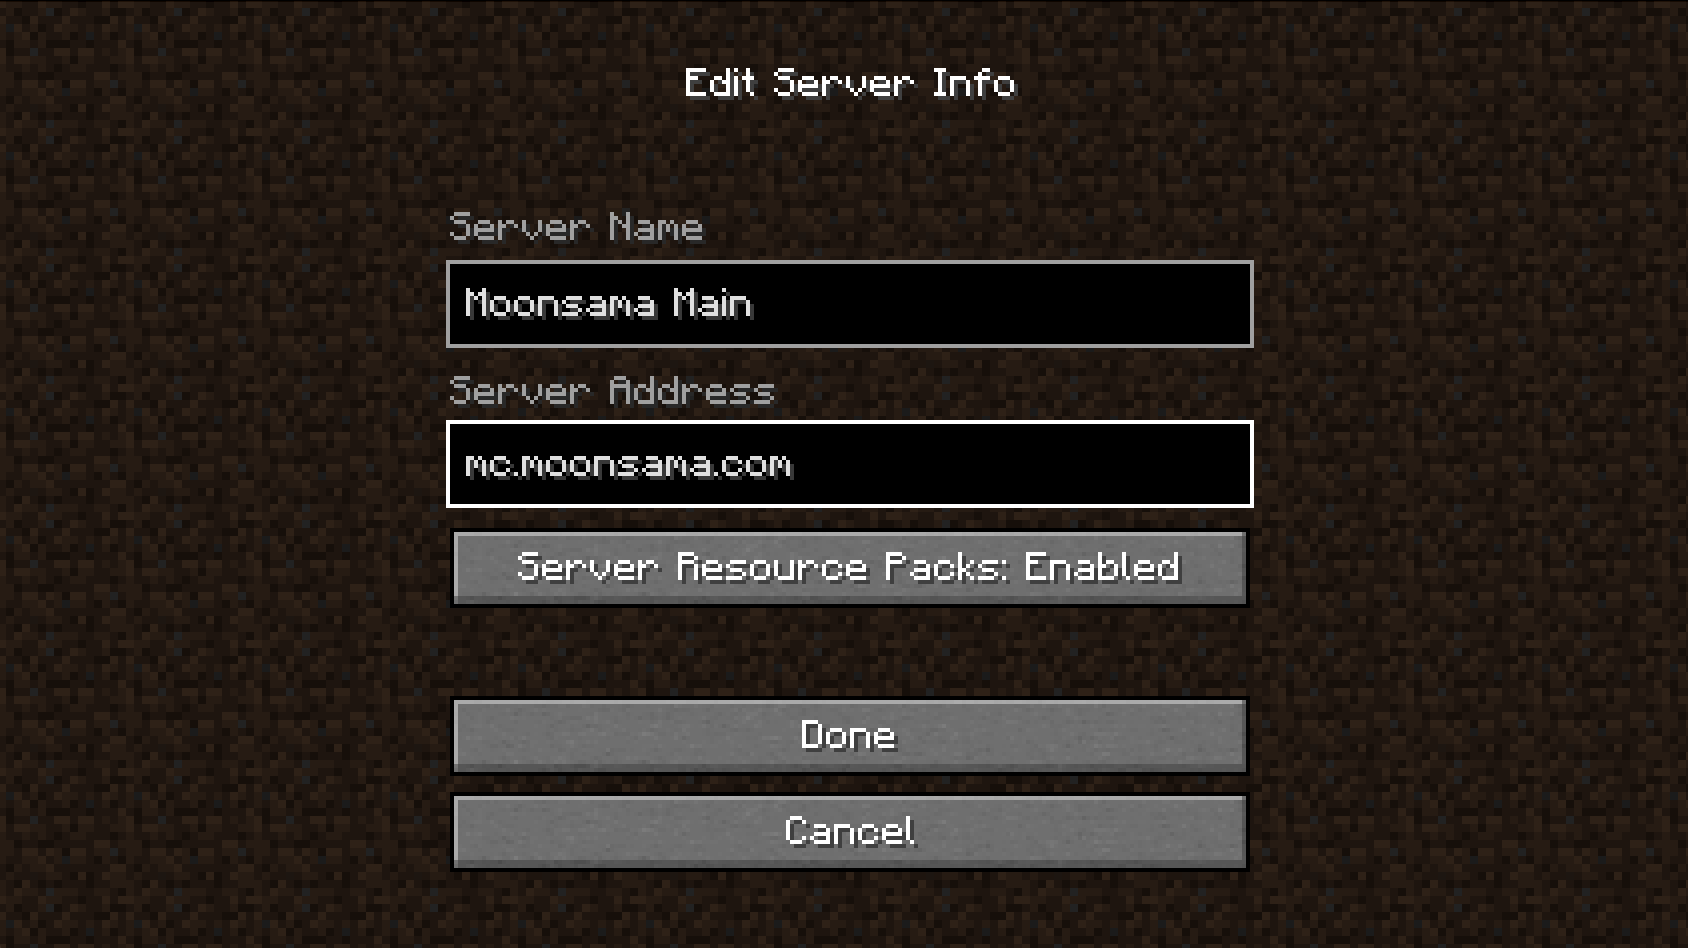 Edit Server Info
Server Name
Moonsama Main
Server Address
mc.moonsama.com
Server Resource Packs: Enabled
Done
Cancel